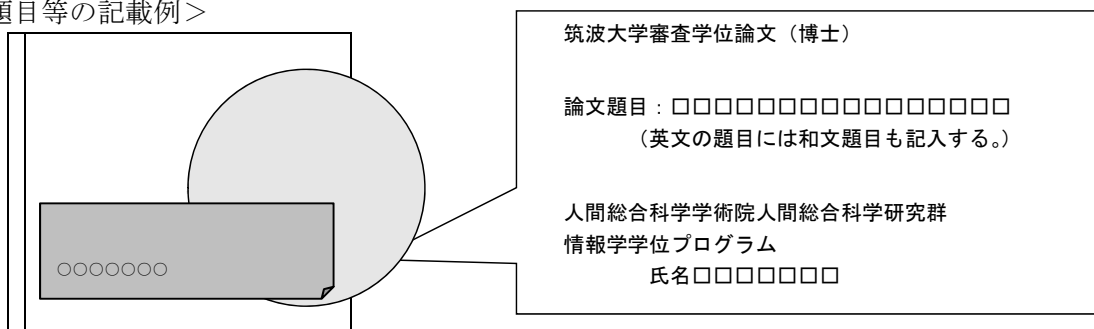 題目等の記載例＞
筑波大学審査学位論文（博士）
論文題目：□□□□□□□□□□□□□□□□
（英文の題目には和文題目も記入する。）
人間総合科学学術院人間総合科学研究群
情報学学位プログラム
氏名□□□□□□□
○○○○○○○